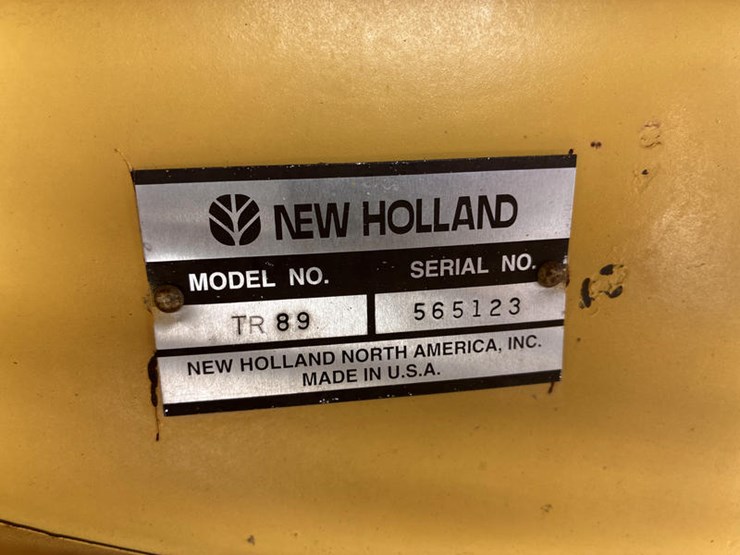 NEW HOLLAND
MODEL NO. SERIAL NO.
TR 89 565123
NEW HOLLAND NORTH AMERICA, INC.
MADE IN U.S.A.